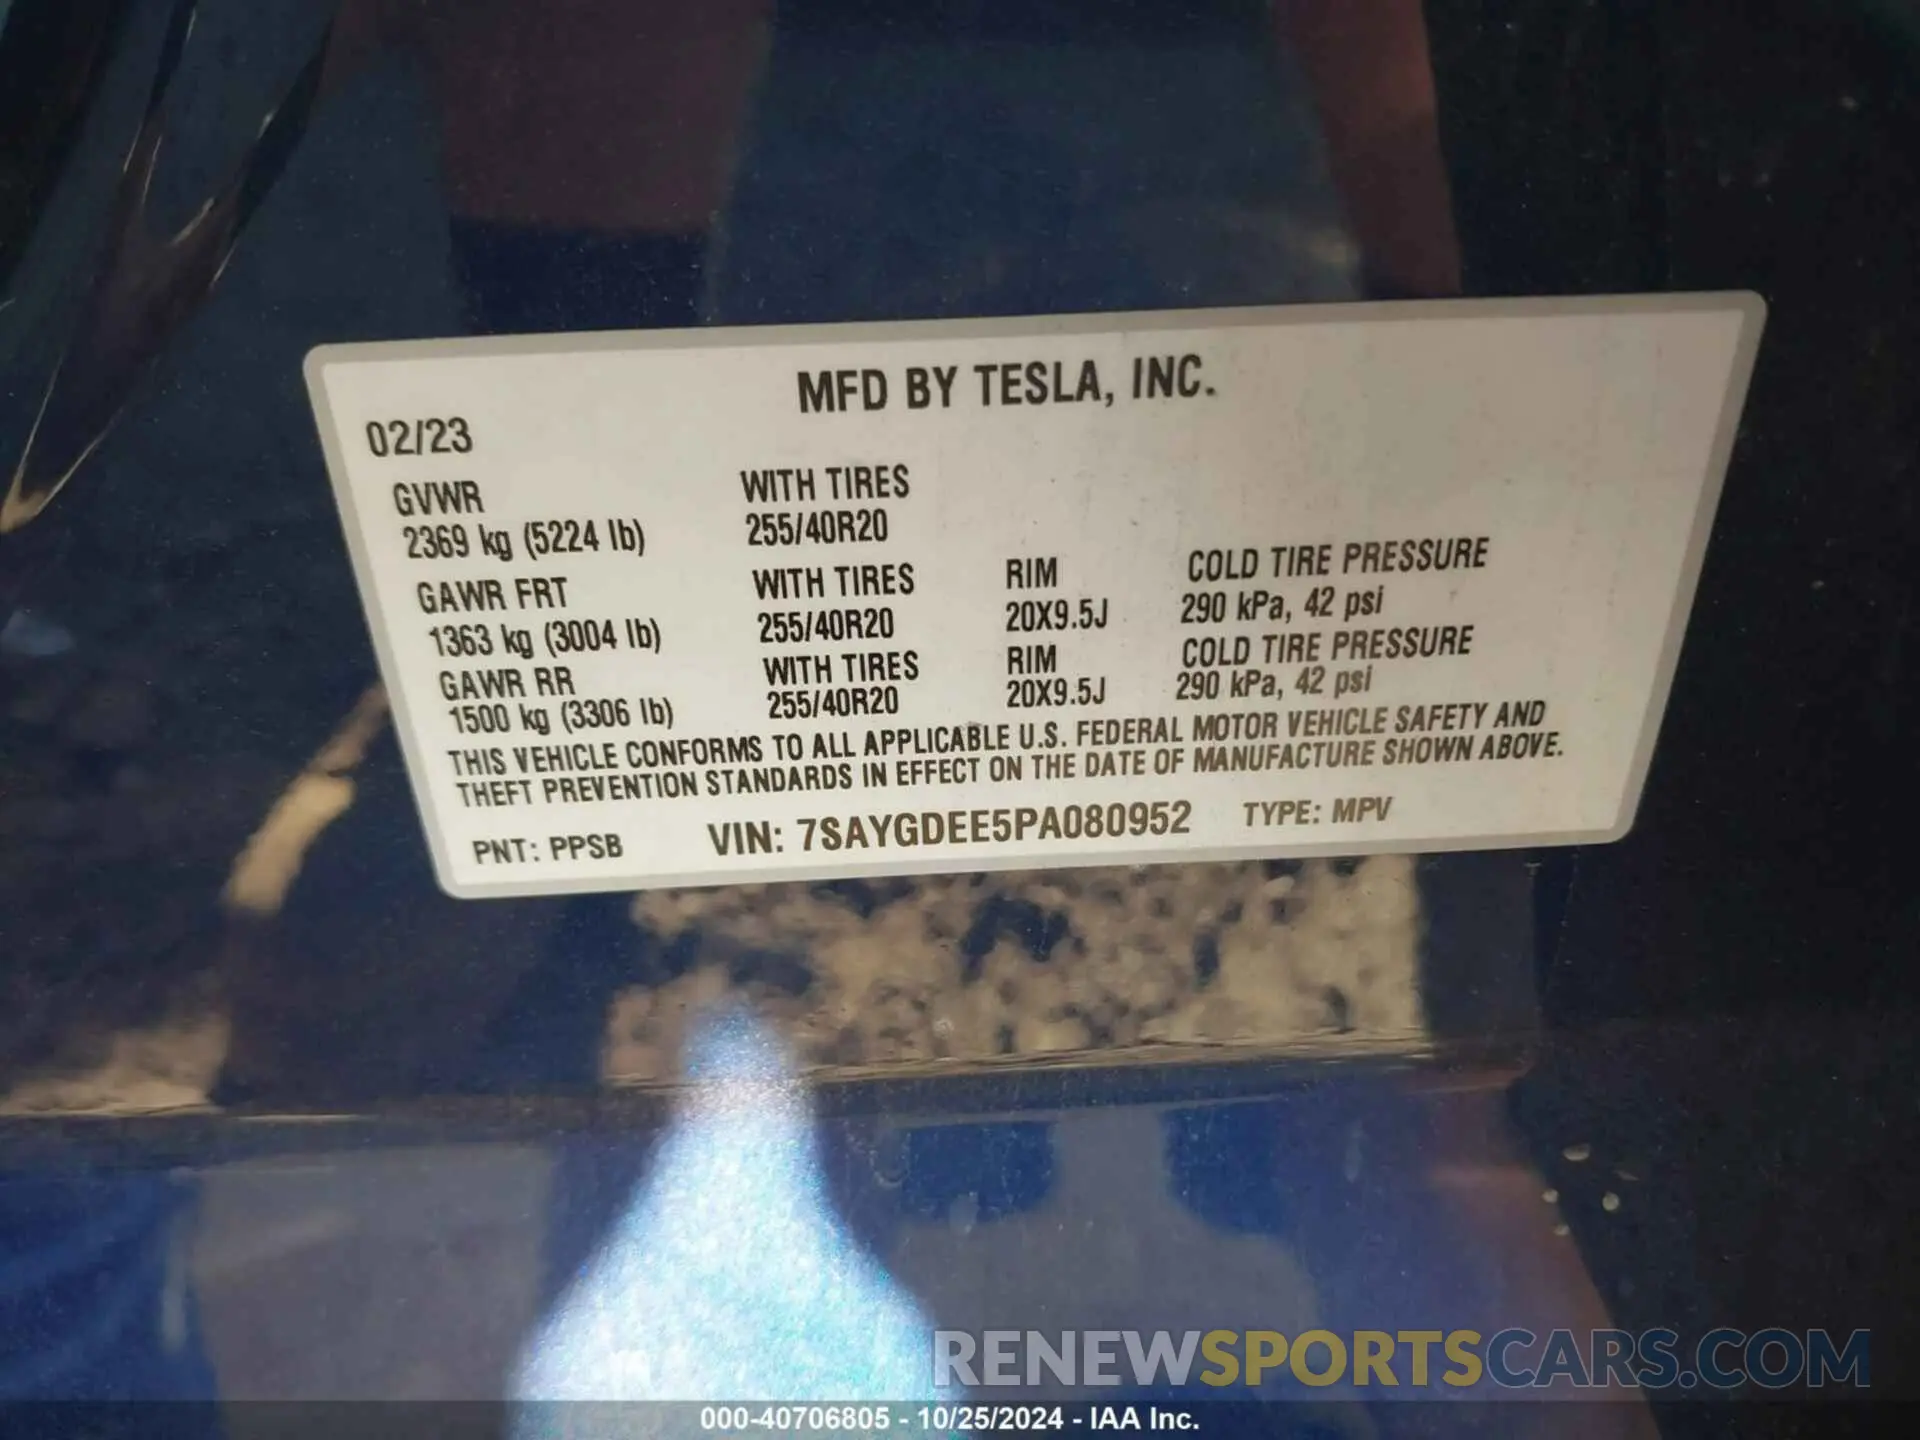 MFD BY TESLA, INC.
02/23
GVWR WITH TIRES
2369 kg (5224 lb) 255/40R20
GAWR FRT WITH TIRES RIM COLD TIRE PRESSURE
1363 kg (3004 lb) 255/40R20 20X9.5J 290 kPa, 42 psi
GAWR RR WITH TIRES RIM COLD TIRE PRESSURE
1500 kg (3306 lb) 255/40R20 20X9.5J 290 kPa, 42 psi
THIS VEHICLE CONFORMS TO ALL APPLICABLE U.S. FEDERAL MOTOR VEHICLE SAFETY AND
THEFT PREVENTION STANDARDS IN EFFECT ON THE DATE OF MANUFACTURE SHOWN ABOVE.
PNT: PPSB VIN: 7SAYGDEE5PA080952 TYPE: MPV
RENEWSPORTSCARS.COM
000-40706805 - 10/25/2024 - IAA Inc.